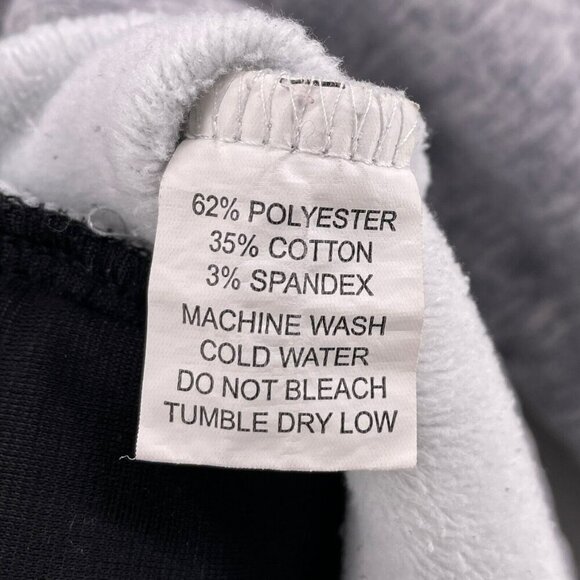 62% POLYESTER
35% COTTON
3% SPANDEX
MACHINE WASH
COLD WATER
DO NOT BLEACH
TUMBLE DRY LOW